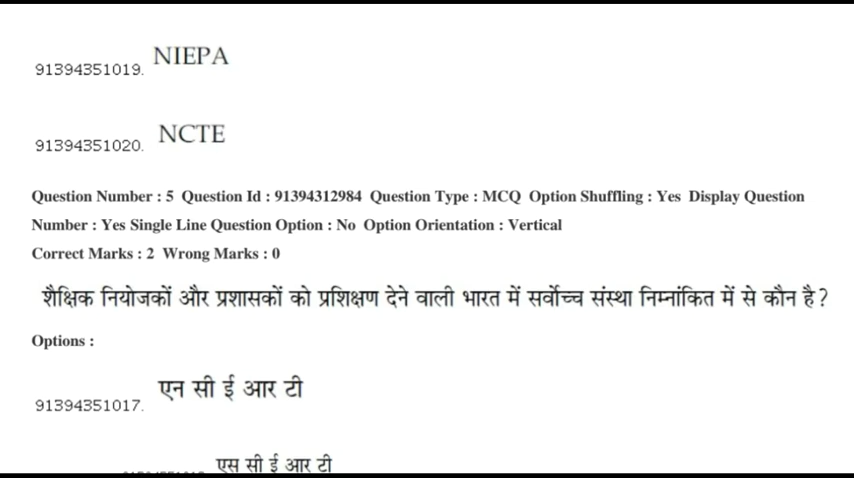 91394351019. NIEPA
91394351020. NCTE
Question Number : 5 Question Id : 91394312984 Question Type : MCQ Option Shuffling : Yes Display Question
Number : Yes Single Line Question Option : No Option Orientation : Vertical
Correct Marks : 2 Wrong Marks : 0
शैक्षिक नियोजकों और प्रशासकों को प्रशिक्षण देने वाली भारत में सर्वोच्च संस्था निम्नांकित में से कौन है ?
Options :
91394351017. एन सी ई आर टी
एस सी ई आर टी